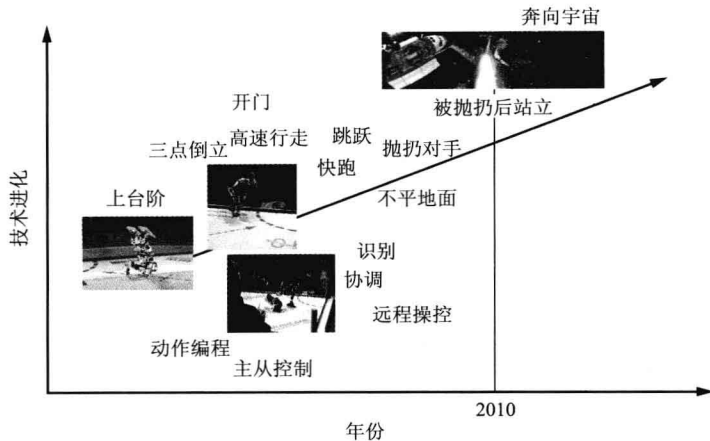 奔向宇宙
被抛扔后站立
开门
高速行走
跳跃
抛扔对手
三点倒立
快跑
不平地面
上台阶
技术进化
识别
协调
远程操控
动作编程
主从控制
2010
年份